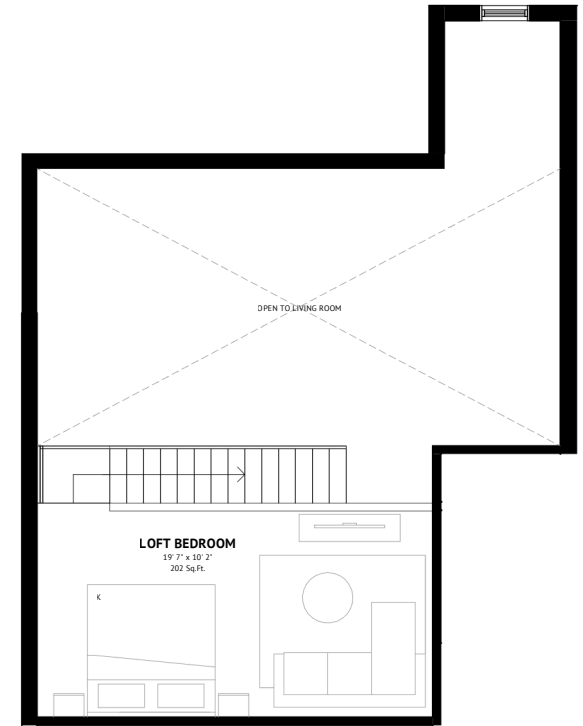 OPEN TO LIVING ROOM
LOFT BEDROOM
19' 7" x 10' 2"
202 Sq.Ft.
K